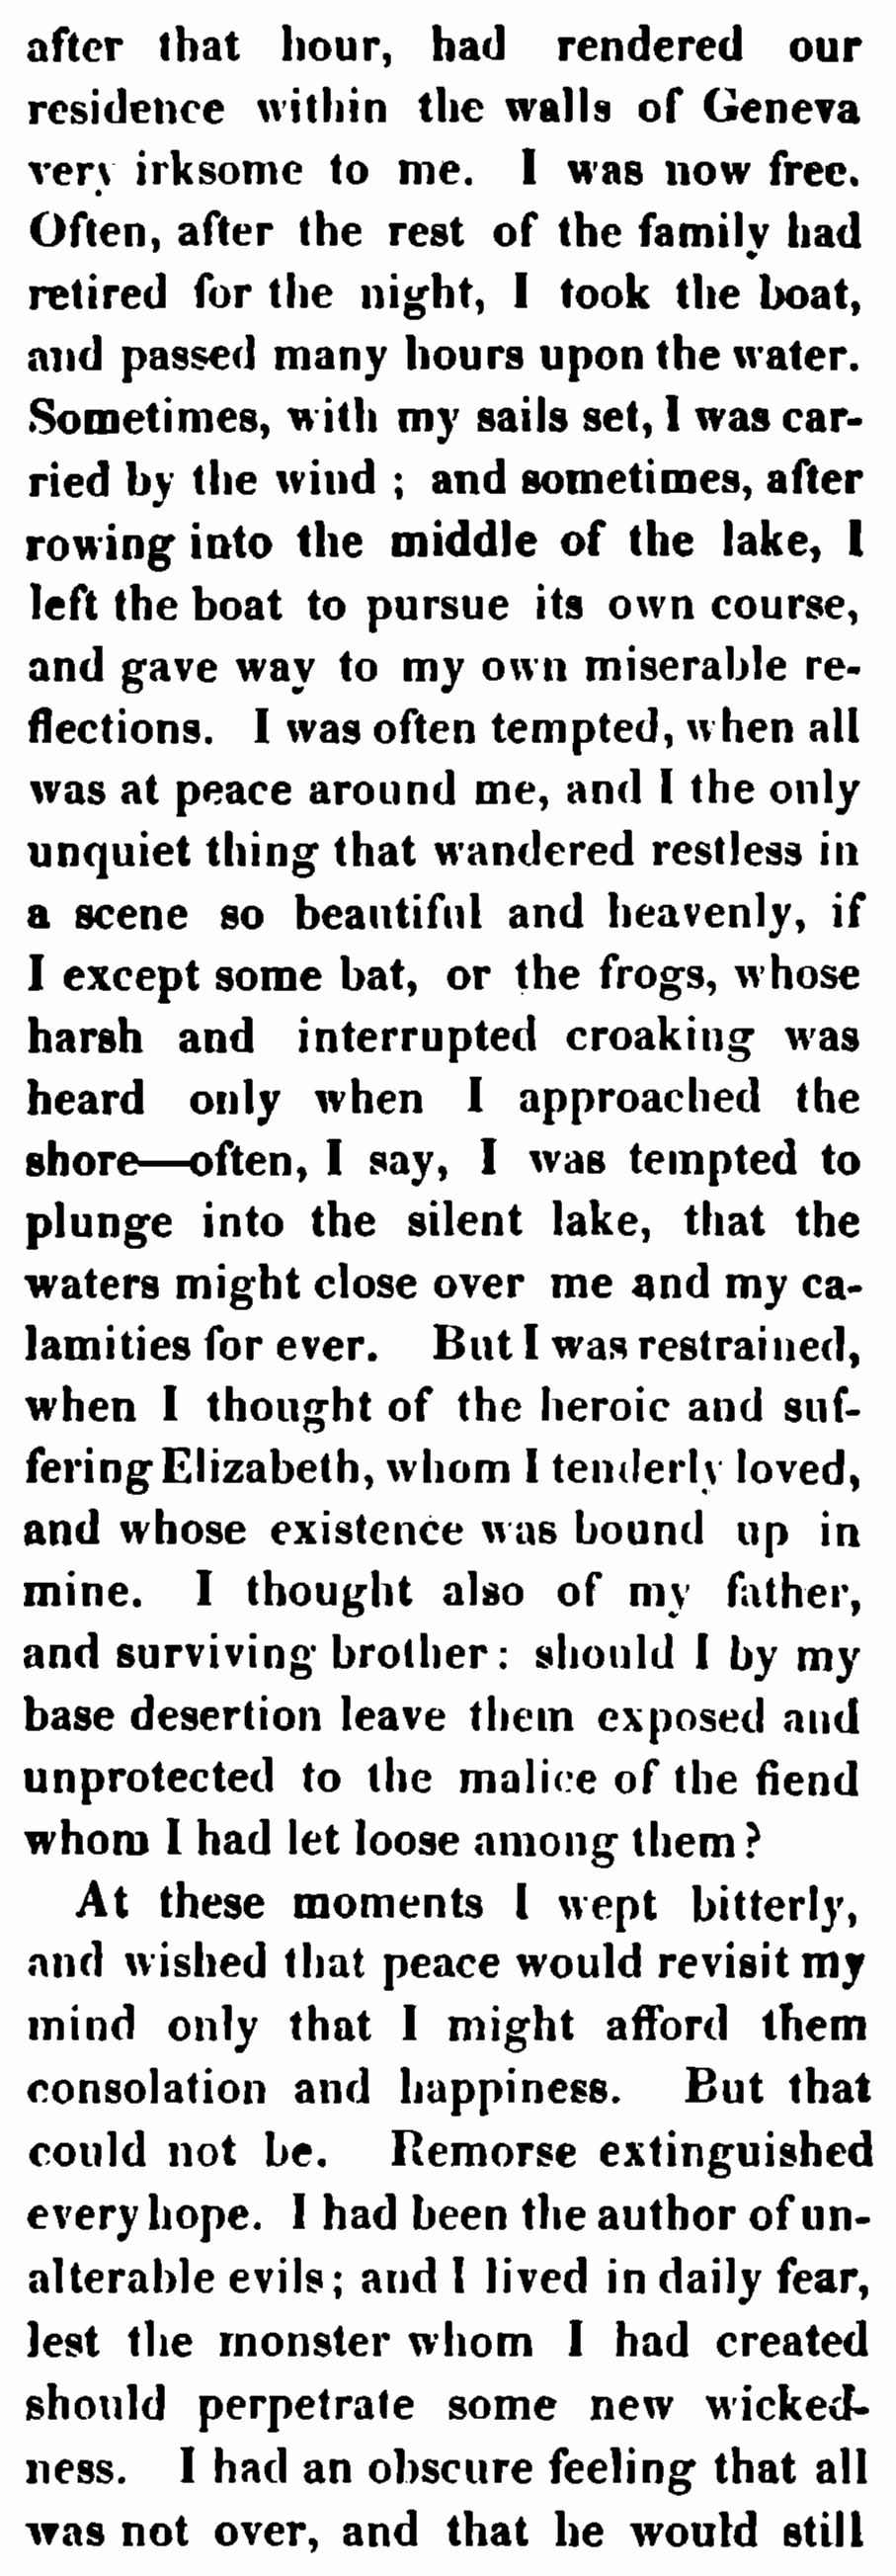 after that hour, had rendered our
residence within the walls of Geneva
very irksome to me. I was now free.
Often, after the rest of the family had
retired for the night, I took the boat,
and passed many hours upon the water.
Sometimes, with my sails set, I was car-
ried by the wind ; and sometimes, after
rowing into the middle of the lake, I
left the boat to pursue its own course,
and gave way to my own miserable re-
flections. I was often tempted, when all
was at peace around me, and I the only
unquiet thing that wandered restless in
a scene so beautiful and heavenly, if
I except some bat, or the frogs, whose
harsh and interrupted croaking was
heard only when I approached the
shore—often, I say, I was tempted to
plunge into the silent lake, that the
waters might close over me and my ca-
lamities for ever. But I was restrained,
when I thought of the heroic and suf-
fering Elizabeth, whom I tenderly loved,
and whose existence was bound up in
mine. I thought also of my father,
and surviving brother: should I by my
base desertion leave them exposed and
unprotected to the malice of the fiend
whom I had let loose among them?
At these moments I wept bitterly,
and wished that peace would revisit my
mind only that I might afford them
consolation and happiness. But that
could not be. Remorse extinguished
every hope. I had been the author of un-
alterable evils; and I lived in daily fear,
lest the monster whom I had created
should perpetrate some new wicked-
ness. I had an obscure feeling that all
was not over, and that he would still